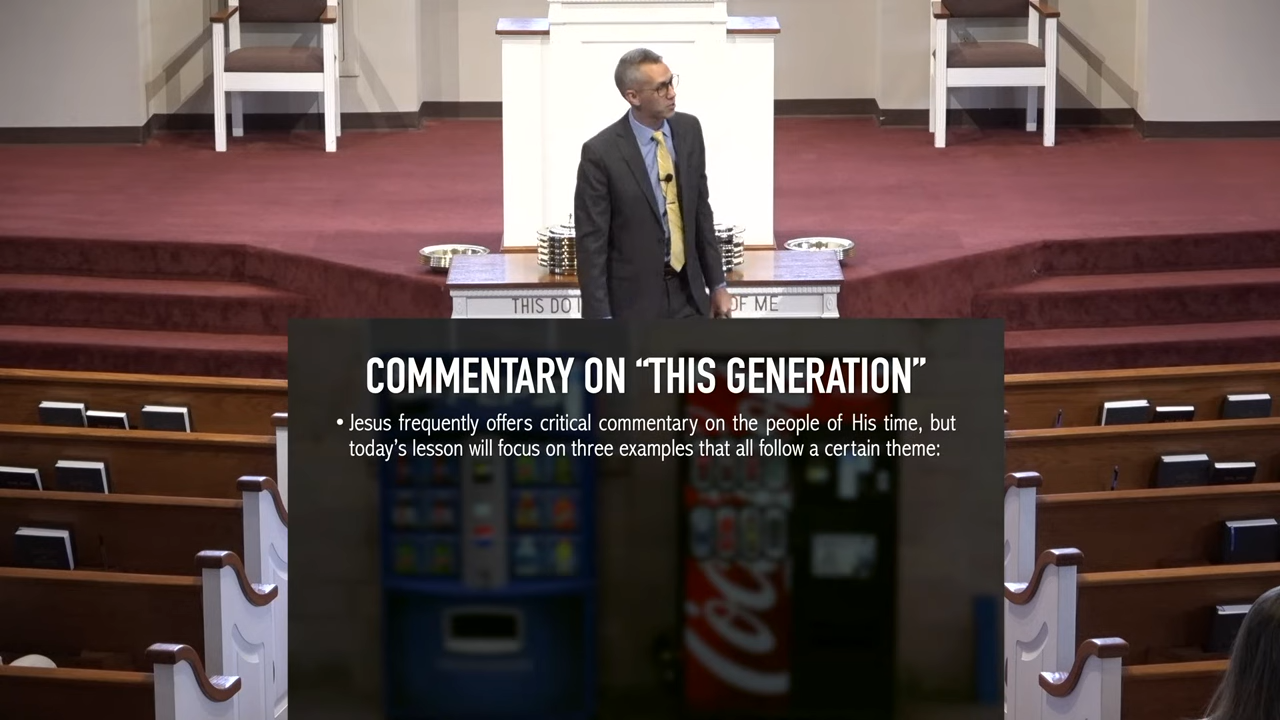 THIS DO I
OF ME
COMMENTARY ON “THIS GENERATION”
• Jesus frequently offers critical commentary on the people of His time, but
today’s lesson will focus on three examples that all follow a certain theme:
Coca